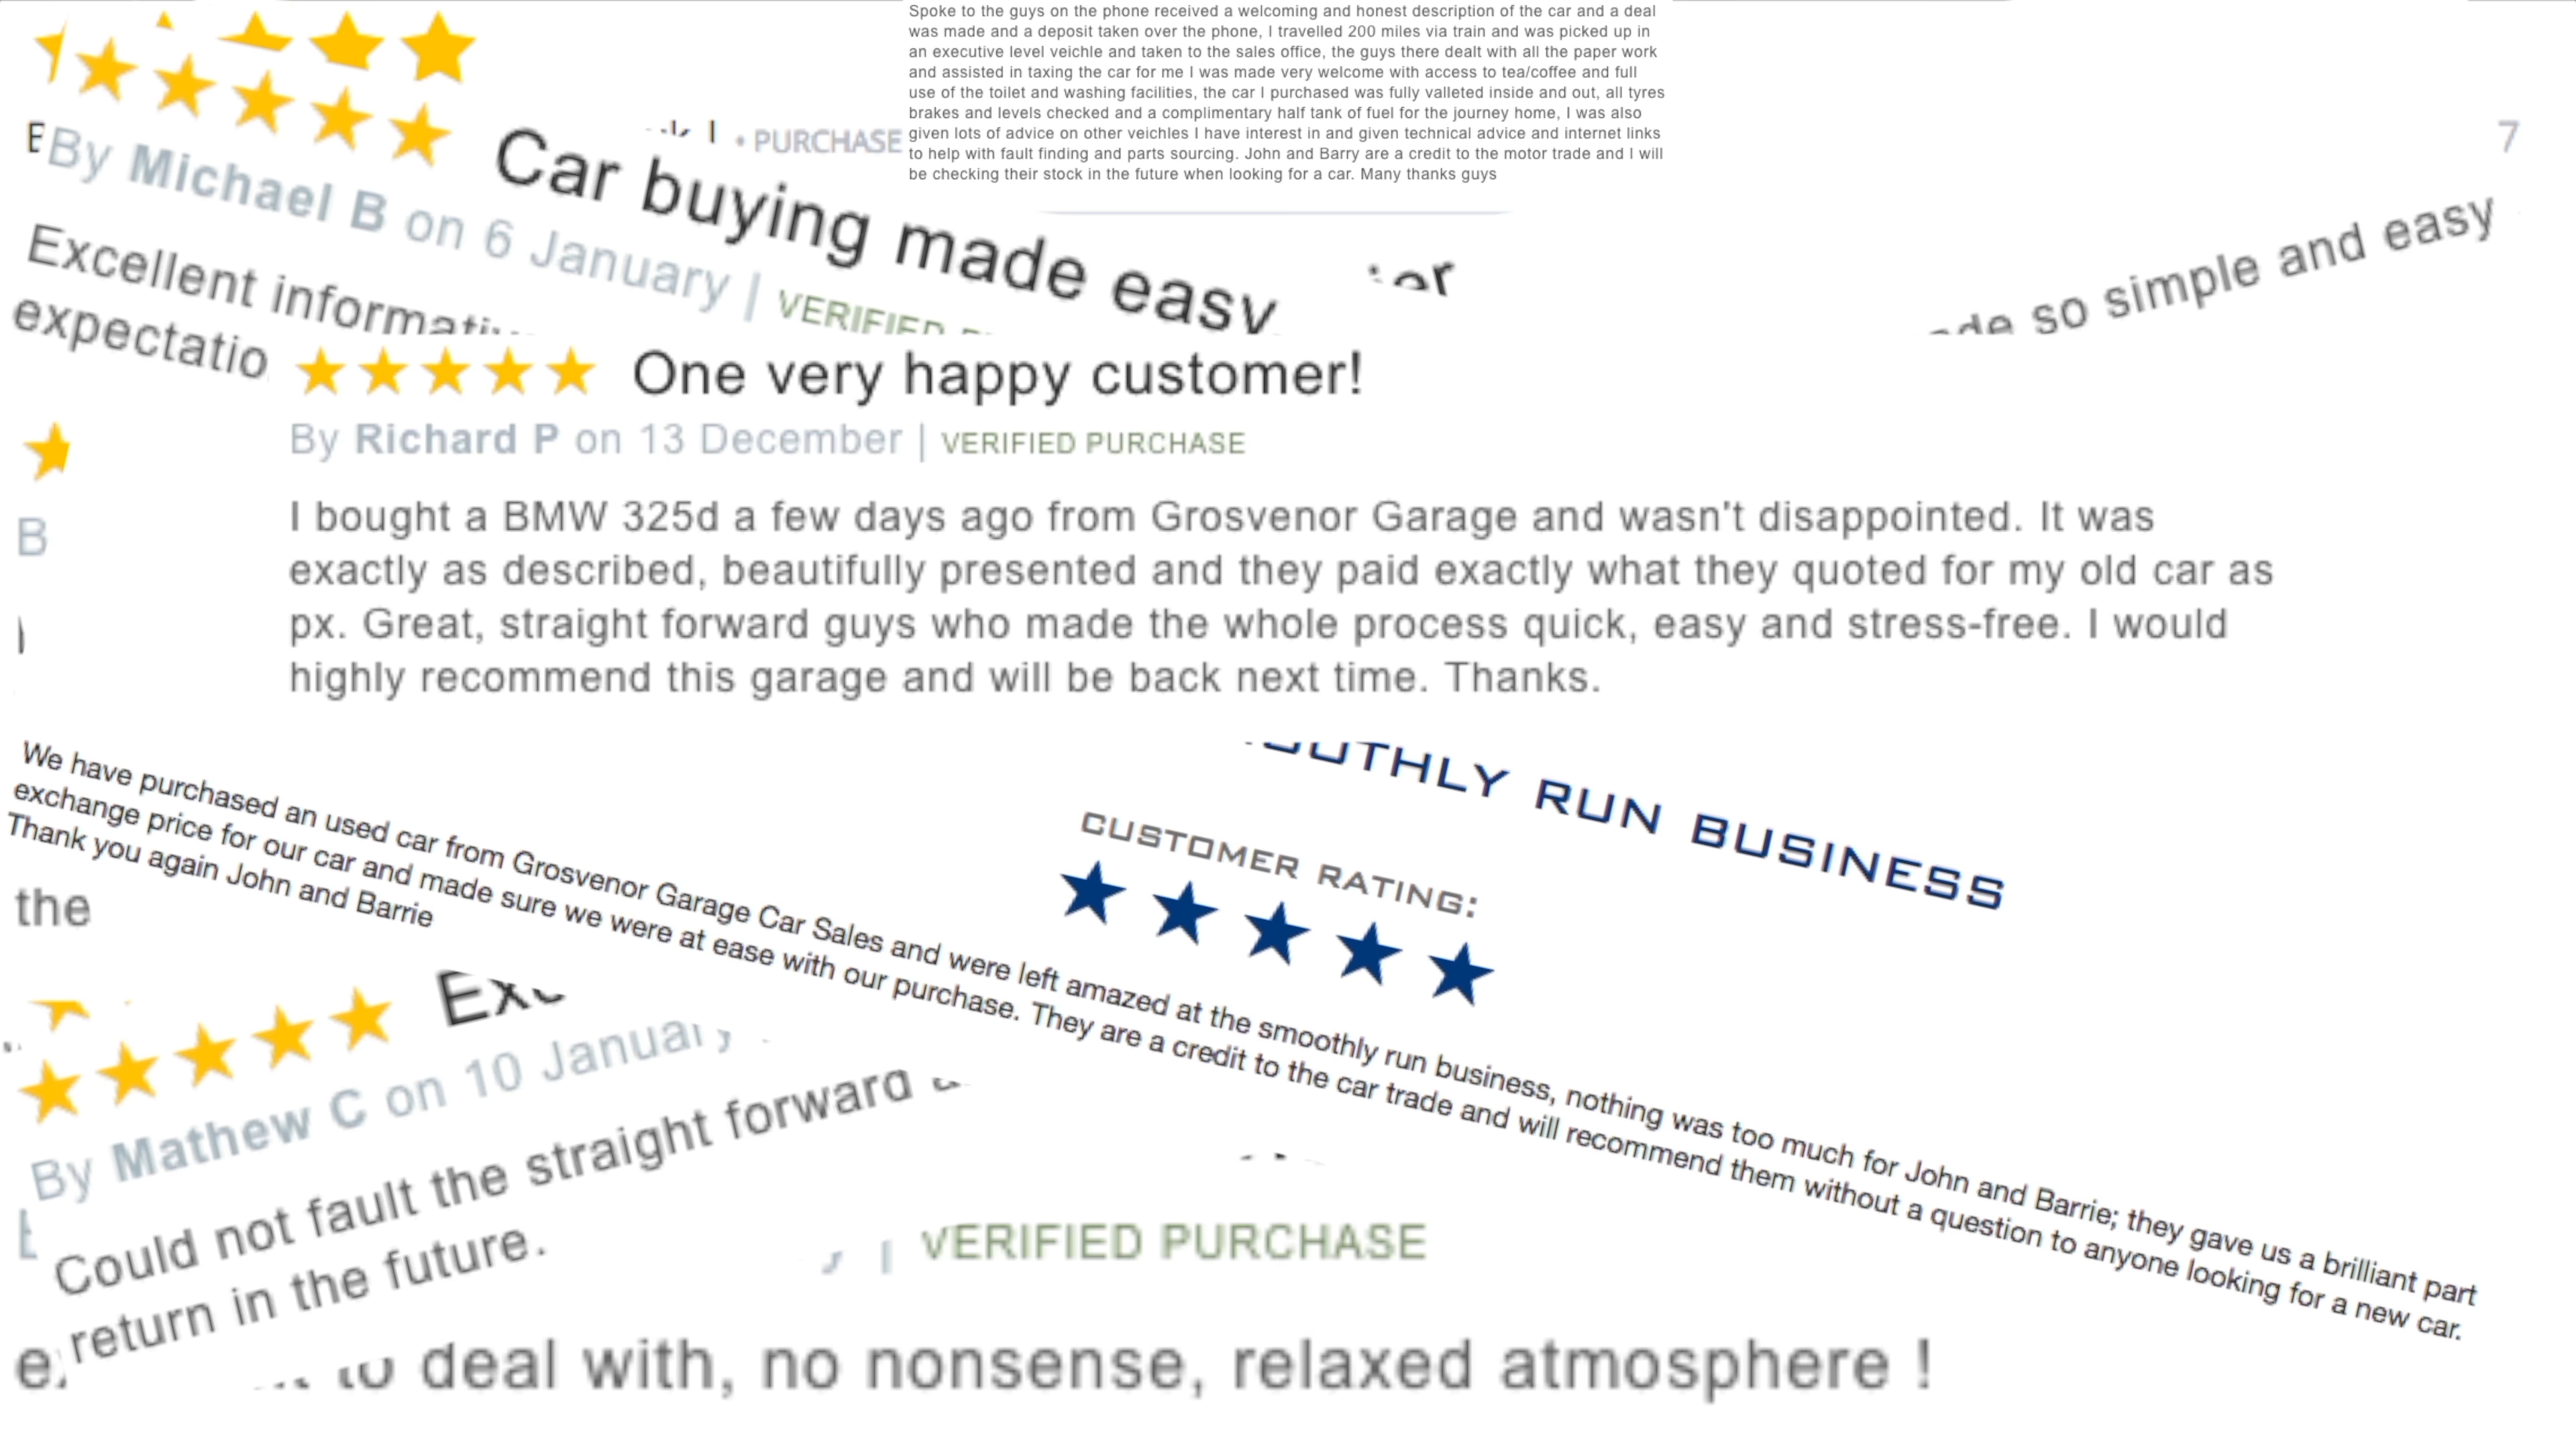 Spoke to the guys on the phone received a welcoming and honest description of the car and a deal
was made and a deposit taken over the phone, I travelled 200 miles via train and was picked up in
an executive level veichle and taken to the sales office, the guys there dealt with all the paper work
and assisted in taxing the car for me I was made very welcome with access to tea/coffee and full
use of the toilet and washing facilities, the car I purchased was fully valleted inside and out, all tyres
brakes and levels checked and a complimentary half tank of fuel for the journey home, I was also
given lots of advice on other veichles I have interest in and given technical advice and internet links
to help with fault finding and parts sourcing. John and Barry are a credit to the motor trade and I will
be checking their stock in the future when looking for a car. Many thanks guys
PURCHASE
7
Car buying made easy
By Michael B on 6 January | VERIFIED
Excellent
expectatio
so simple and easy
One very happy customer!
By Richard P on 13 December | VERIFIED PURCHASE
I bought a BMW 325d a few days ago from Grosvenor Garage and wasn't disappointed. It was
exactly as described, beautifully presented and they paid exactly what they quoted for my old car as
px. Great, straight forward guys who made the whole process quick, easy and stress-free. I would
highly recommend this garage and will be back next time. Thanks.
B
RUN BUSINESS
CUSTOMER RATING:
We have purchased an used car from Grosvenor Garage Car Sales and were left amazed at the smoothly run business, nothing was too much for John and Barrie; they gave us a brilliant part
exchange price for our car and made sure we were at ease with our purchase. They are a credit to the car trade and will recommend them without a question to anyone looking for a new car.
Thank you again John and Barrie
the
By Mathew C on 10 January
Could not fault the straight forward
return in the future.
VERIFIED PURCHASE
to deal with, no nonsense, relaxed atmosphere !